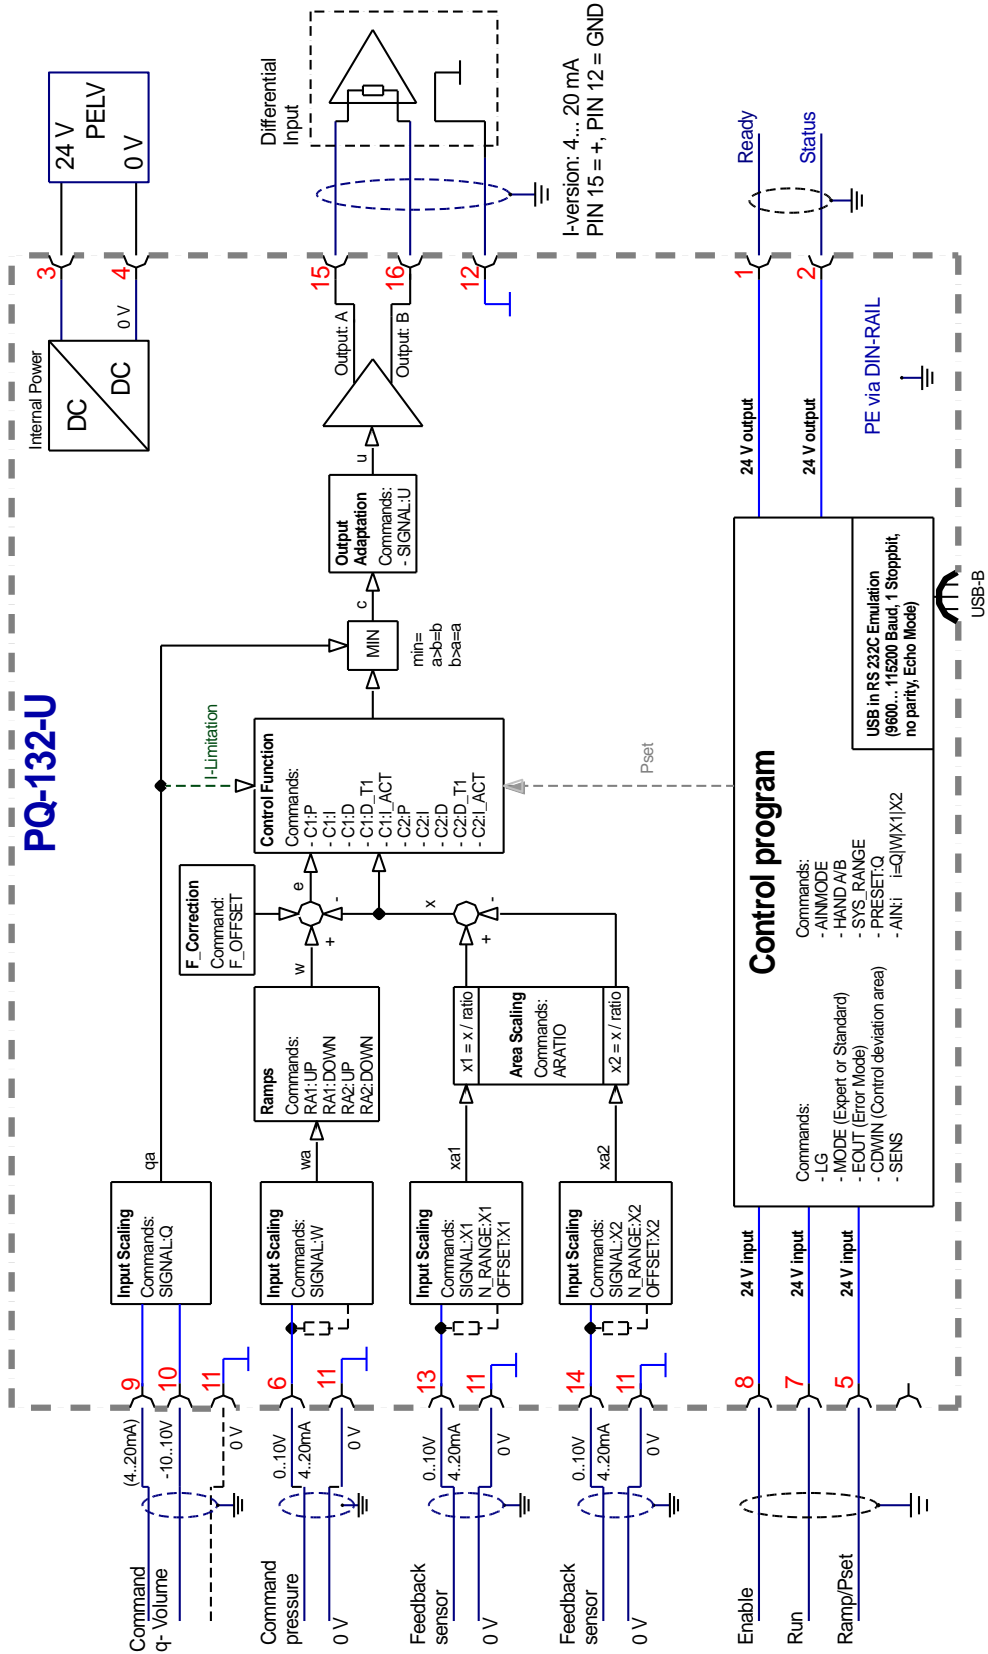 PQ-132-U
Command
q- Volume
(4..20mA)
-10..10V
0 V
9
10
11
Input Scaling
Commands:
SIGNAL:Q
qa
I-Limitation
Command
pressure
0 V
0..10V
4..20mA
0 V
6
11
Input Scaling
Commands:
SIGNAL:W
wa
Ramps
Commands:
RA1:UP
RA1:DOWN
RA2:UP
RA2:DOWN
w
F_Correction
Command:
F_OFFSET
+
-
e
Feedback
sensor
0 V
0..10V
4..20mA
0 V
13
11
Input Scaling
Commands:
SIGNAL:X1
N_RANGE:X1
OFFSET:X1
xa1
Feedback
sensor
0 V
0..10V
4..20mA
0 V
14
11
Input Scaling
Commands:
SIGNAL:X2
N_RANGE:X2
OFFSET:X2
xa2
x1 = x / ratio
Area Scaling
Commands:
ARATIO
x2 = x / ratio
+
-
x
Control Function
Commands:
- C1:P
- C1:I
- C1:D
- C1:D_T1
- C1:I_ACT
- C2:P
- C2:I
- C2:D
- C2:D_T1
- C2:I_ACT
Pset
MIN
min=
a>b=b
b>a=a
c
Output
Adaptation
Commands:
- SIGNAL:U
u
Output: A
Output: B
15
16
12
Differential
Input
I-version: 4... 20 mA
PIN 15 = +, PIN 12 = GND
Internal Power
DC
DC
0 V
3
4
24 V
PELV
0 V
Enable
Run
Ramp/Pset
8
7
5
24 V input
24 V input
24 V input
Control program
Commands:
- LG
- MODE (Expert or Standard)
- EOUT (Error Mode)
- CDWIN (Control deviation area)
- SENS
Commands:
- AINMODE
- HAND A/B
- SYS_RANGE
- PRESET:Q
- AIN:i i=Q|W|X1|X2
USB in RS 232C Emulation
(9600... 115200 Baud, 1 Stoppbit,
no parity, Echo Mode)
USB-B
24 V output
24 V output
1
2
Ready
Status
PE via DIN-RAIL